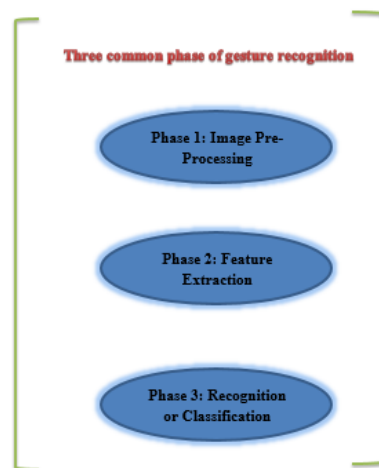 Three common phase of gesture recognition
Phase 1: Image Pre-
Processing
Phase 2: Feature
Extraction
Phase 3: Recognition
or Classification